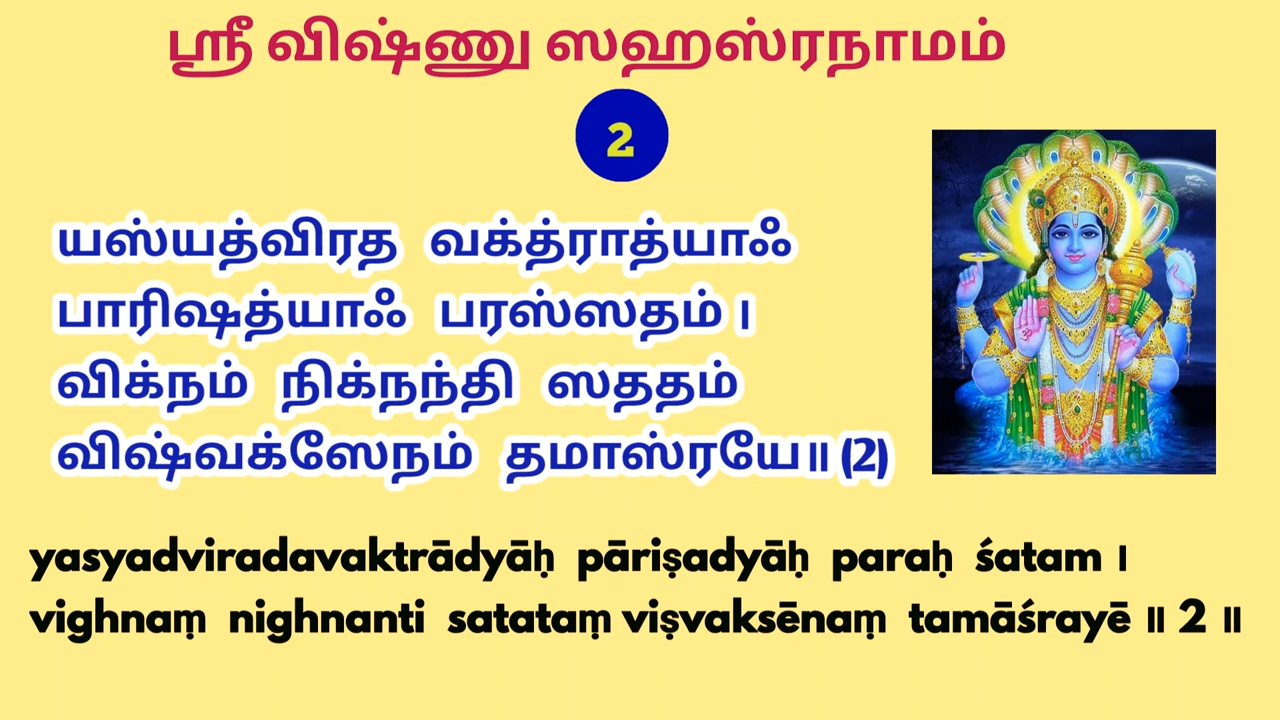 ஸ்ரீ விஷ்ணு ஸஹஸ்ரநாமம்
2
யஸ்யத்விரத வக்த்ராத்யாஃ
பாரிஷத்யாஃ பரஸ்ஸதம் ।
விக்நம் நிக்நந்தி ஸததம்
விஷ்வக்ஸேநம் தமாஸ்ரயே॥ (2)
yasyadviradavaktrādyāḥ pāriṣadyāḥ paraḥ śatam ।
vighnaṃ nighnanti satataṃ viṣvaksēnaṃ tamāśrayē ॥ 2 ॥